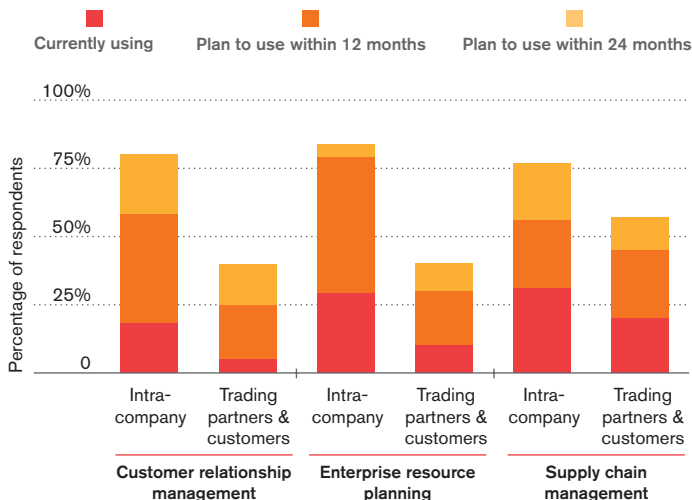 Currently using
Plan to use within 12 months
Plan to use within 24 months
Percentage of respondents
100%
75%
50%
25%
0
Intra-
company
Trading
partners &
customers
Intra-
company
Trading
partners &
customers
Intra-
company
Trading
partners &
customers
Customer relationship
management
Enterprise resource
planning
Supply chain
management